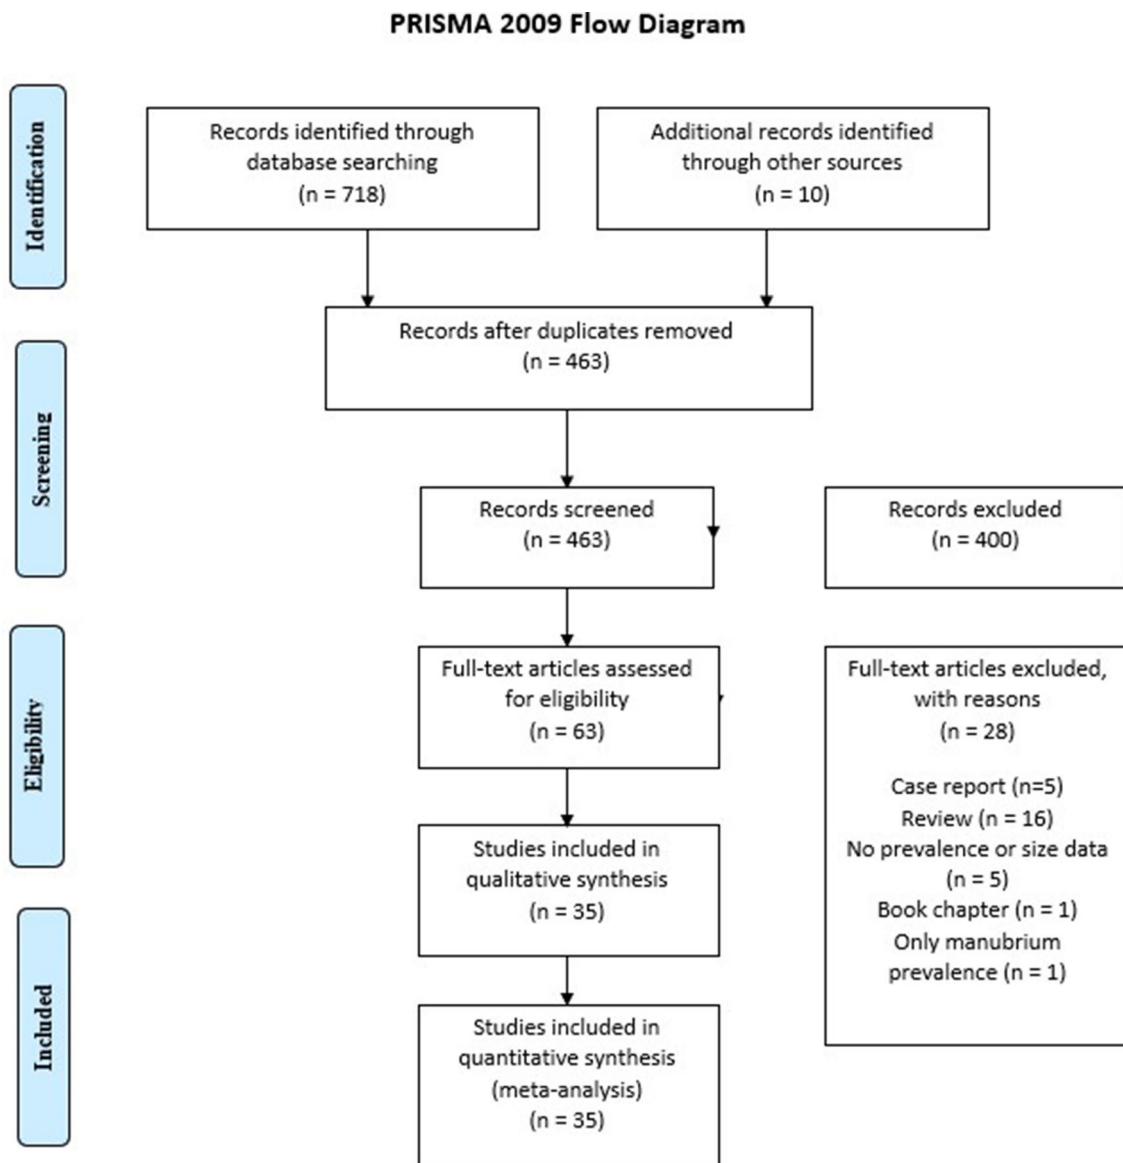 PRISMA 2009 Flow Diagram
Identification
Records identified through
database searching
(n = 718)
Additional records identified
through other sources
(n = 10)
Records after duplicates removed
(n = 463)
Screening
Records screened
(n = 463)
Records excluded
(n = 400)
Eligibility
Full-text articles assessed
for eligibility
(n = 63)
Full-text articles excluded,
with reasons
(n = 28)
Case report (n=5)
Review (n = 16)
No prevalence or size data
(n = 5)
Book chapter (n = 1)
Only manubrium
prevalence (n = 1)
Studies included in
qualitative synthesis
(n = 35)
Included
Studies included in
quantitative synthesis
(meta-analysis)
(n = 35)